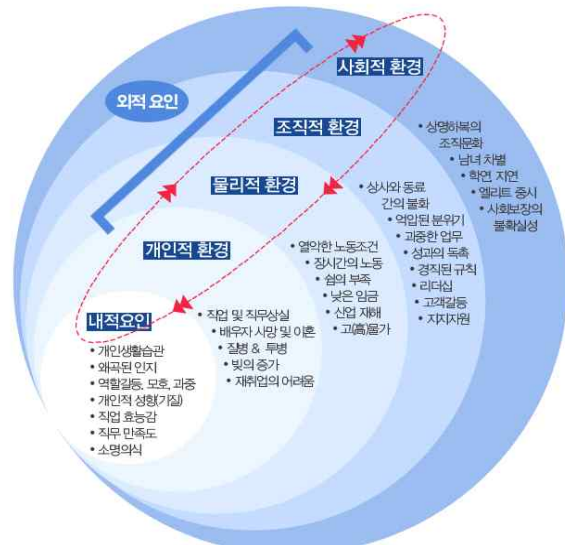 사회적 환경
외적 요인
조직적 환경
• 상명하복의
조직문화
• 남녀 차별
• 학연, 지연
• 엘리트 중시
• 사회보장의
불확실성
물리적 환경
• 상사와 동료
간의 불화
• 억압된 분위기
• 과중한 업무
• 성과의 독촉
• 경직된 규칙
• 리더십
• 고객갈등
• 지지자원
개인적 환경
• 열악한 노동조건
• 장시간의 노동
• 쉼의 부족
• 낮은 임금
• 산업 재해
• 고(高)물가
내적요인
• 직업 및 직무상실
• 배우자 사망 및 이혼
• 질병 & 투병
• 빚의 증가
• 재취업의 어려움
• 개인생활습관
• 왜곡된 인지
• 역할갈등, 모호, 과중
• 개인적 성향(기질)
• 직업 효능감
• 직무 만족도
• 소명의식